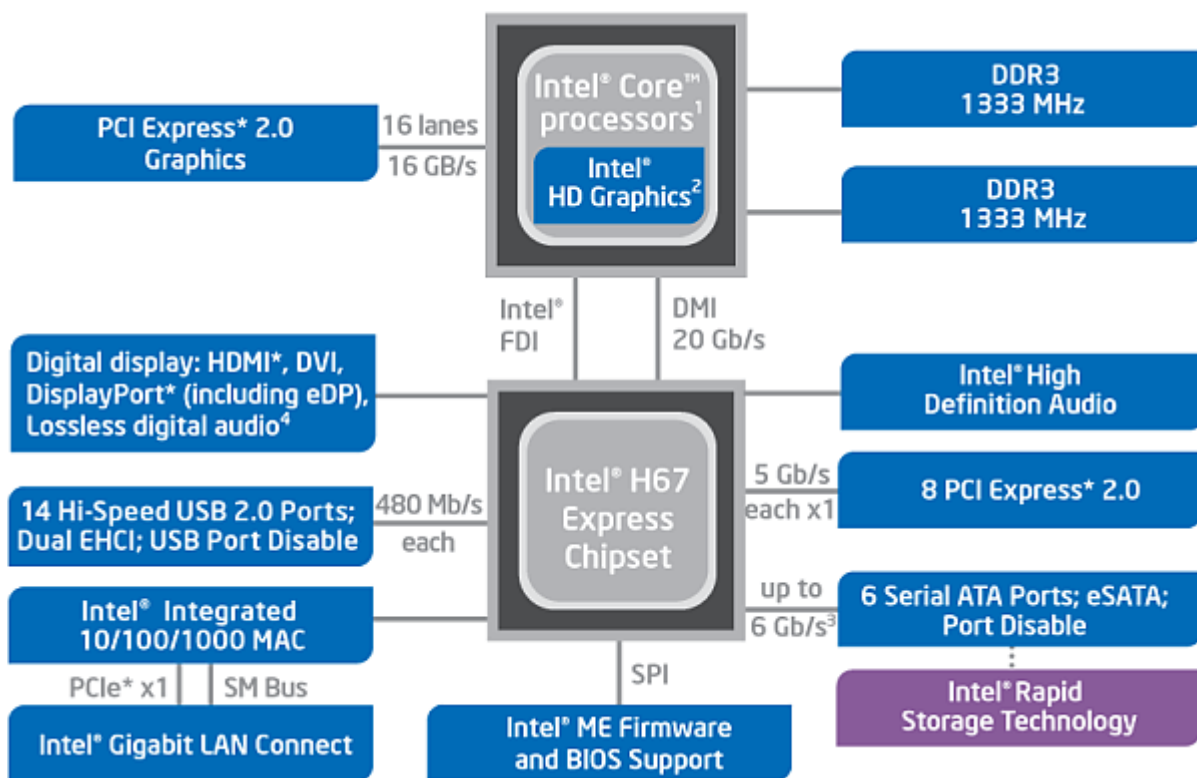 Intel® Core™
processors¹
Intel®
HD Graphics²
PCI Express* 2.0
Graphics
16 lanes
16 GB/s
DDR3
1333 MHz
DDR3
1333 MHz
Intel®
FDI
DMI
20 Gb/s
Digital display: HDMI*, DVI,
DisplayPort* (including eDP),
Lossless digital audio⁴
Intel® High
Definition Audio
Intel® H67
Express
Chipset
5 Gb/s
each x1
8 PCI Express* 2.0
14 Hi-Speed USB 2.0 Ports;
Dual EHCI; USB Port Disable
480 Mb/s
each
up to
6 Gb/s³
6 Serial ATA Ports; eSATA;
Port Disable
Intel® Integrated
10/100/1000 MAC
PCIe* x1
SM Bus
SPI
Intel® Rapid
Storage Technology
Intel® Gigabit LAN Connect
Intel® ME Firmware
and BIOS Support